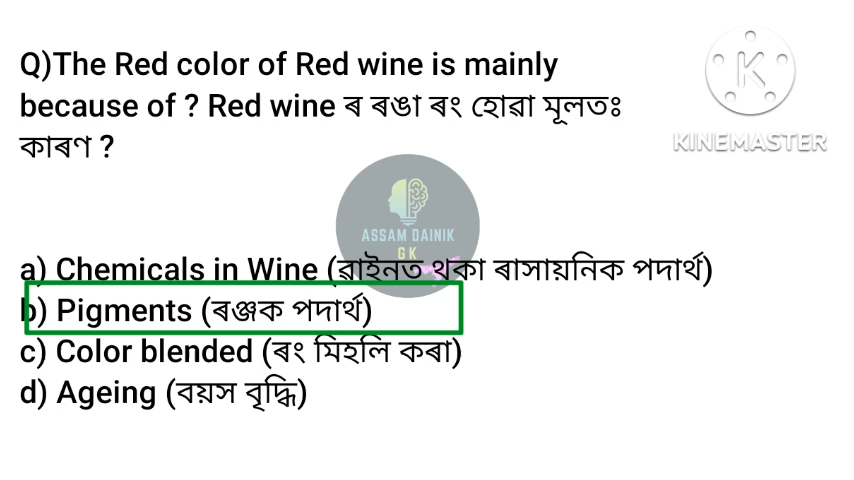 Q)The Red color of Red wine is mainly
because of ? Red wine ৰ ৰঙা ৰং হোৱা মূলতঃ
কাৰণ ?
KINEMASTER
ASSAM DAINIK
GK
a) Chemicals in Wine (ৱাইনত থকা ৰাসায়নিক পদাৰ্থ)
b) Pigments (ৰঞ্জক পদাৰ্থ)
c) Color blended (ৰং মিহলি কৰা)
d) Ageing (বয়স বৃদ্ধি)